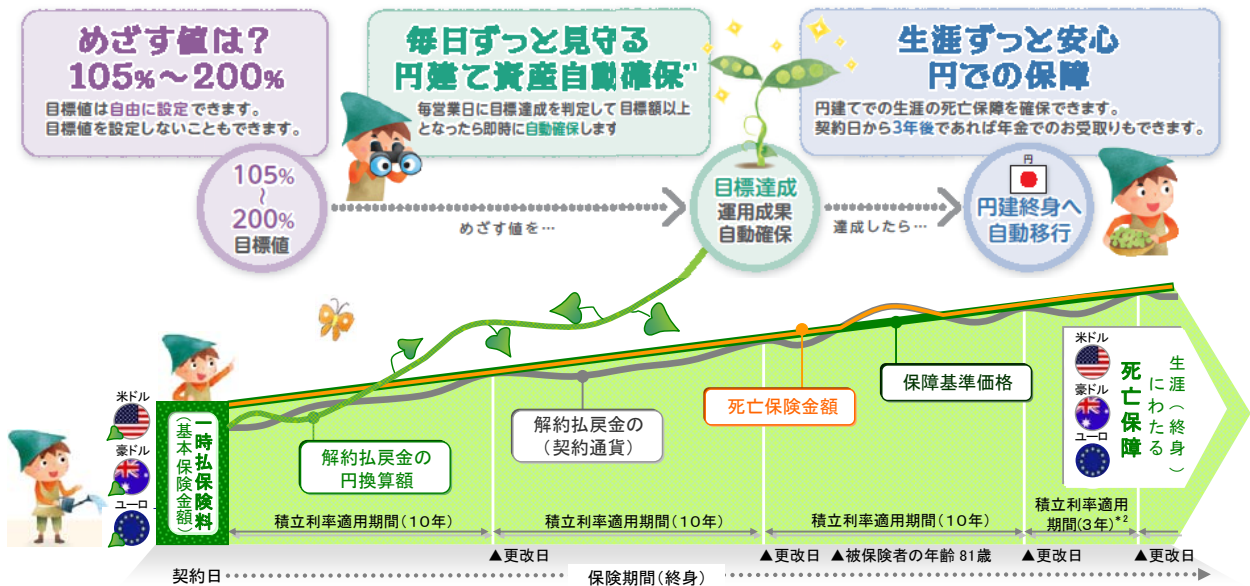 めざす値は?
105%~200%
目標値は自由に設定できます。
目標値を設定しないこともできます。
毎日ずっと見守る
円建て資産自動確保*1
毎営業日に目標達成を判定して目標額以上
となったら即時に自動確保します
生涯ずっと安心
円での保障
円建てでの生涯の死亡保障を確保できます。
契約日から3年後であれば年金でのお受取りもできます。
105%
~
200%
目標値
めざす値を…
目標達成
運用成果
自動確保
達成したら…
円
円建終身へ
自動移行
米ドル
豪ドル
ユーロ
一時払保険料
(基本保険金額)
解約払戻金の
円換算額
解約払戻金の
(契約通貨)
死亡保険金額
保障基準価格
米ドル
豪ドル
ユーロ
生涯(終身)
にわたる
死亡保障
積立利率適用期間(10年)
積立利率適用期間(10年)
積立利率適用期間(10年)
積立利率適用
期間(3年)*2
▲更改日
▲更改日
▲被保険者の年齢81歳
▲更改日
▲更改日
契約日
保険期間(終身)